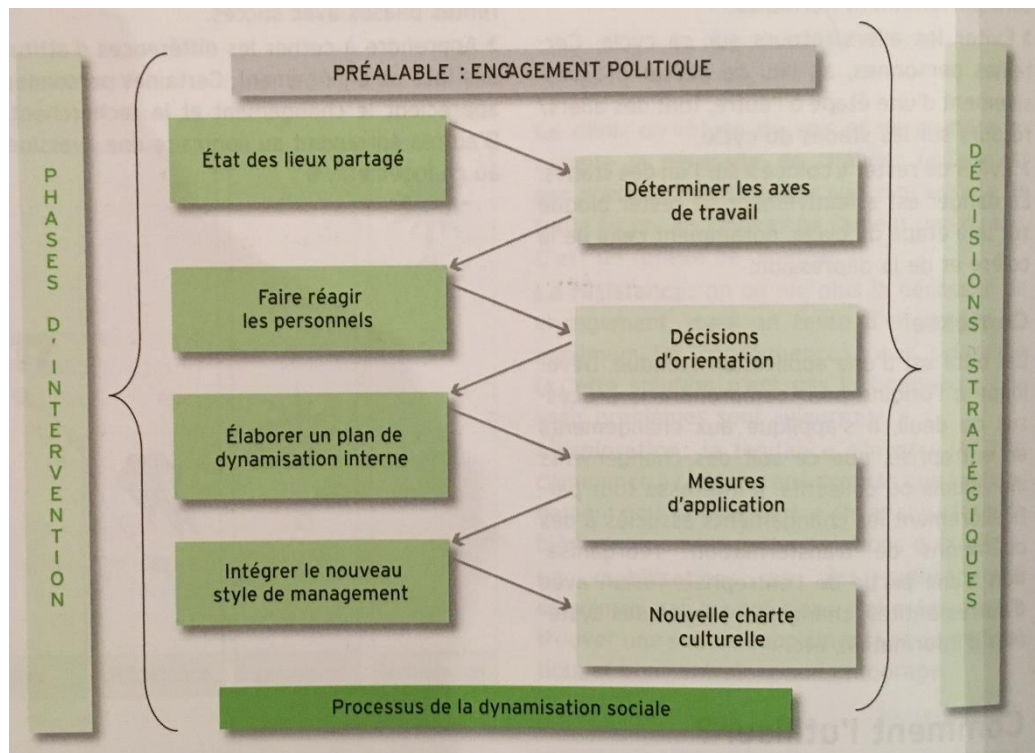 PRÉALABLE : ENGAGEMENT POLITIQUE
PHASES D'INTERVENTION
État des lieux partagé
Déterminer les axes
de travail
Faire réagir
les personnels
Décisions
d'orientation
Élaborer un plan de
dynamisation interne
Mesures
d'application
Intégrer le nouveau
style de management
Nouvelle charte
culturelle
DÉCISIONS STRATÉGIQUES
Processus de la dynamisation sociale